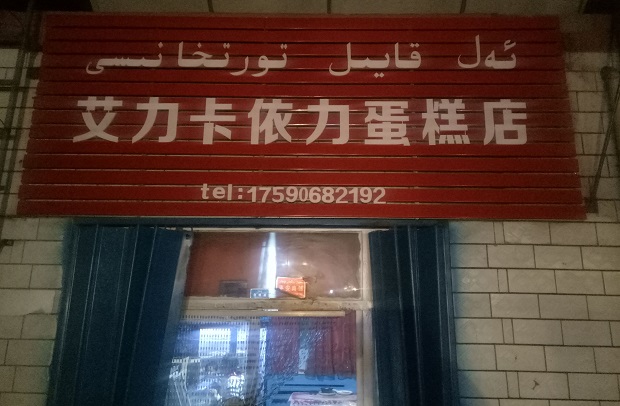 ئەل قايىل تورتخانىسى
艾力卡依力蛋糕店
tel:17590682192